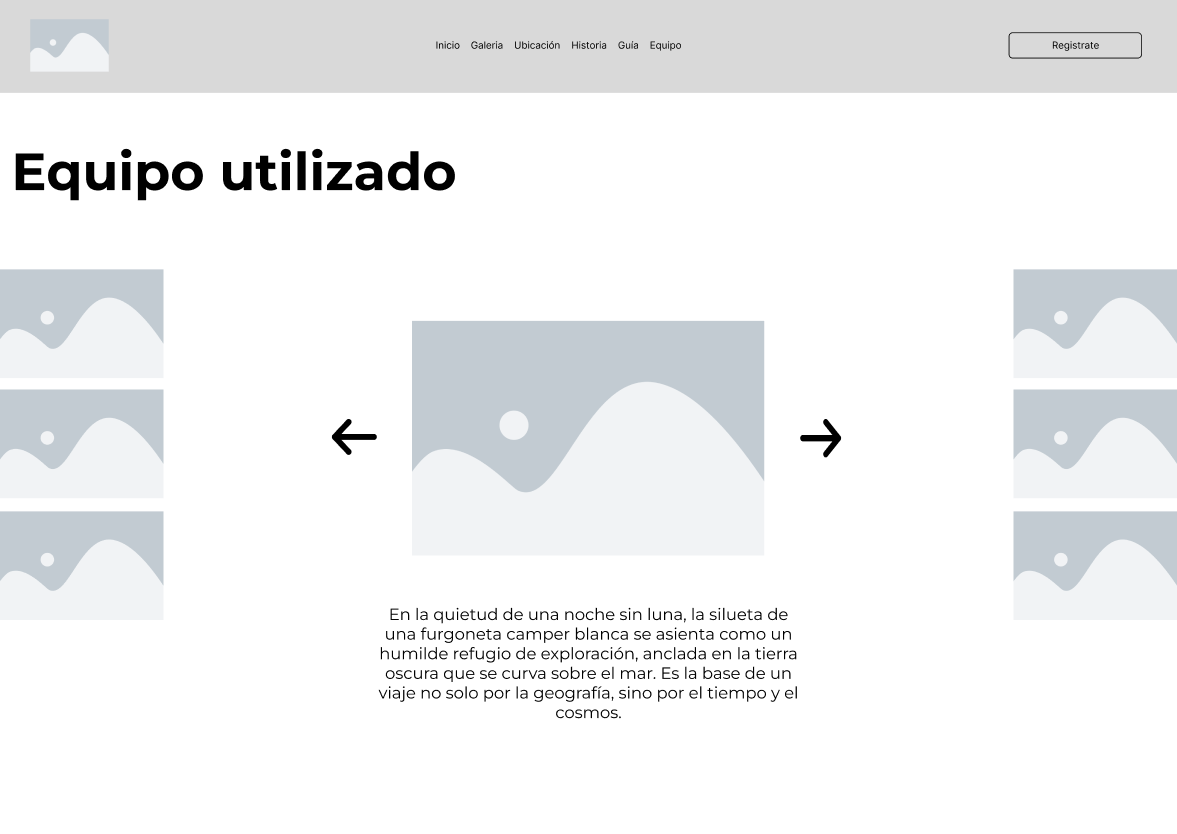 Inicio Galeria Ubicación Historia Guía Equipo
Registrate
Equipo utilizado
En la quietud de una noche sin luna, la silueta de
una furgoneta camper blanca se asienta como un
humilde refugio de exploración, anclada en la tierra
oscura que se curva sobre el mar. Es la base de un
viaje no solo por la geografía, sino por el tiempo y el
cosmos.